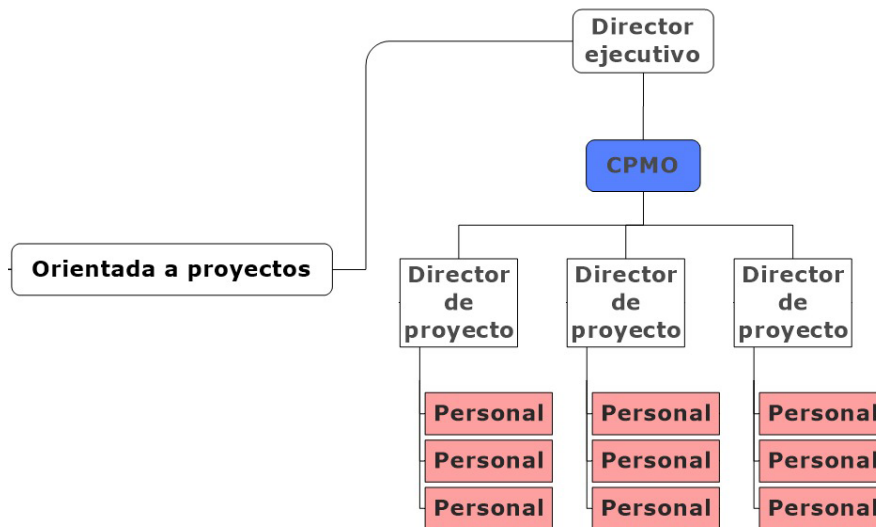 Director
ejecutivo
CPMO
Orientada a proyectos
Director
de
proyecto
Director
de
proyecto
Director
de
proyecto
Personal
Personal
Personal
Personal
Personal
Personal
Personal
Personal
Personal